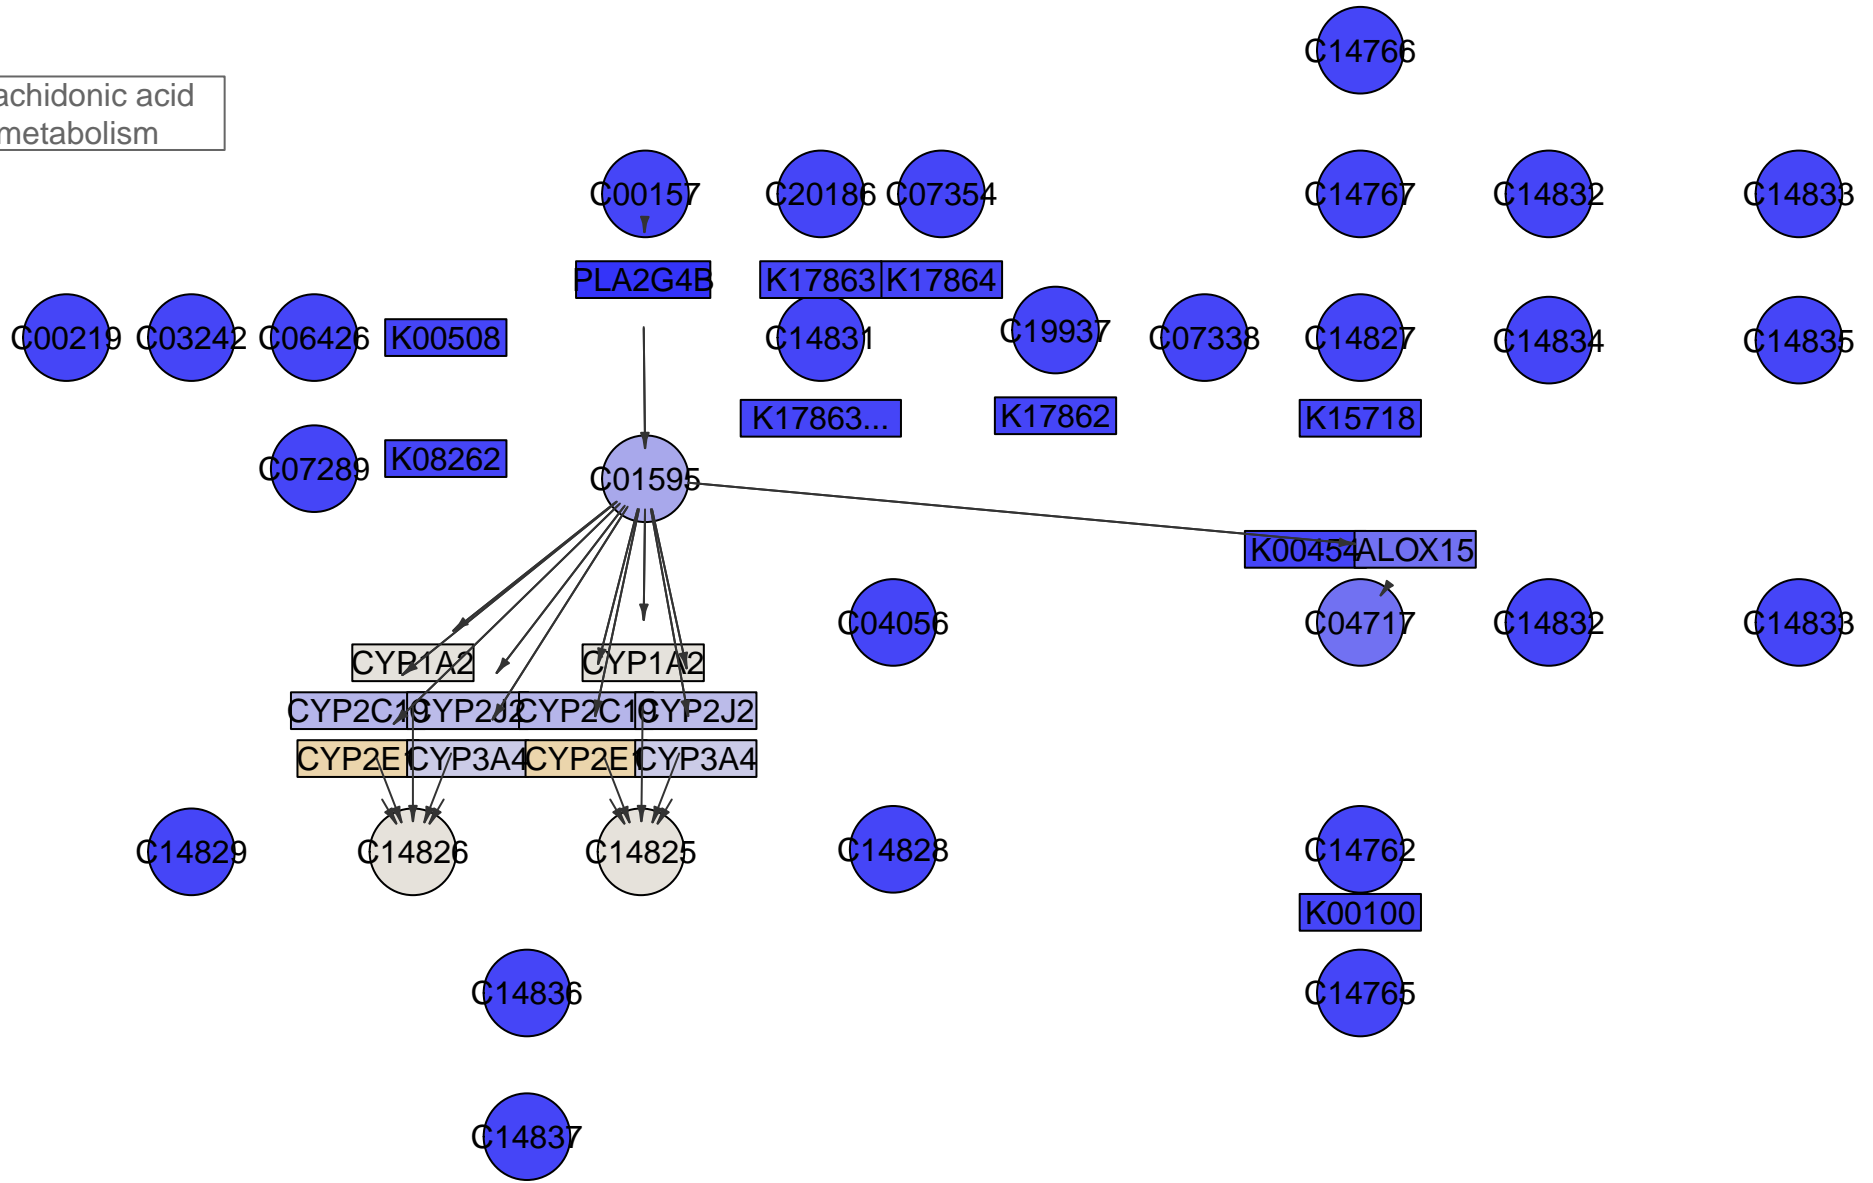 C14766
achidonic acid
metabolism
C00157
C20186
C07354
C14767
C14832
C14833
PLA2G4B
K17863
K17864
C00219
C03242
C06426
K00508
C14831
C19937
C07338
C14827
C14834
C14835
K17863...
K17862
K15718
C07289
K08262
C01595
K00454
ALOX15
C04056
C04717
C14832
C14833
CYP1A2
CYP1A2
CYP2C19
CYP2J2
CYP2C19
CYP2J2
CYP2E1
CYP3A4
CYP2E1
CYP3A4
C14829
C14826
C14825
C14828
C14762
K00100
C14836
C14765
C14837